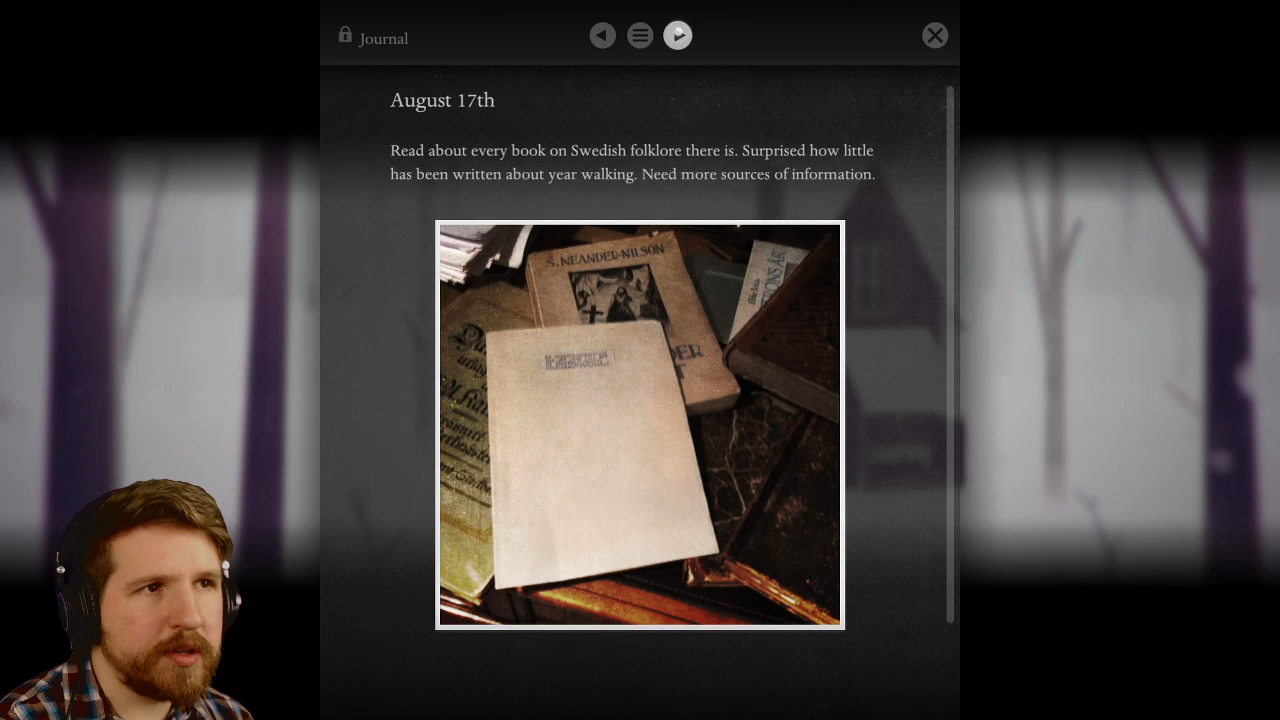 Journal
August 17th
Read about every book on Swedish folklore there is. Surprised how little
has been written about year walking. Need more sources of information.
S. NEANDER-NILSON